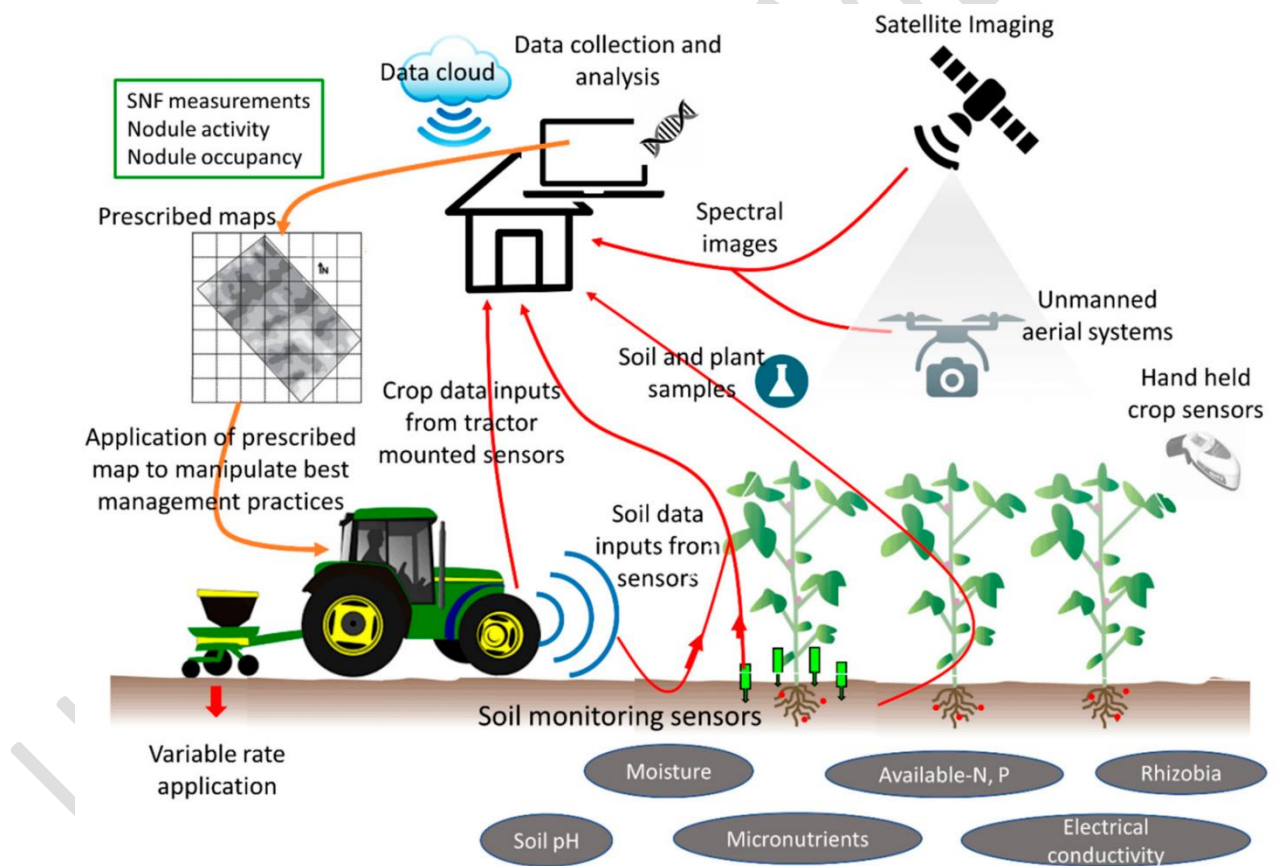 Data cloud
Data collection and
analysis
Satellite Imaging
SNF measurements
Nodule activity
Nodule occupancy
Prescribed maps
N
Spectral
images
Unmanned
aerial systems
Soil and plant
samples
Hand held
crop sensors
Crop data inputs
from tractor
mounted sensors
Application of prescribed
map to manipulate best
management practices
Soil data
inputs from
sensors
Soil monitoring sensors
Variable rate
application
Moisture
Available-N, P
Rhizobia
Soil pH
Micronutrients
Electrical
conductivity